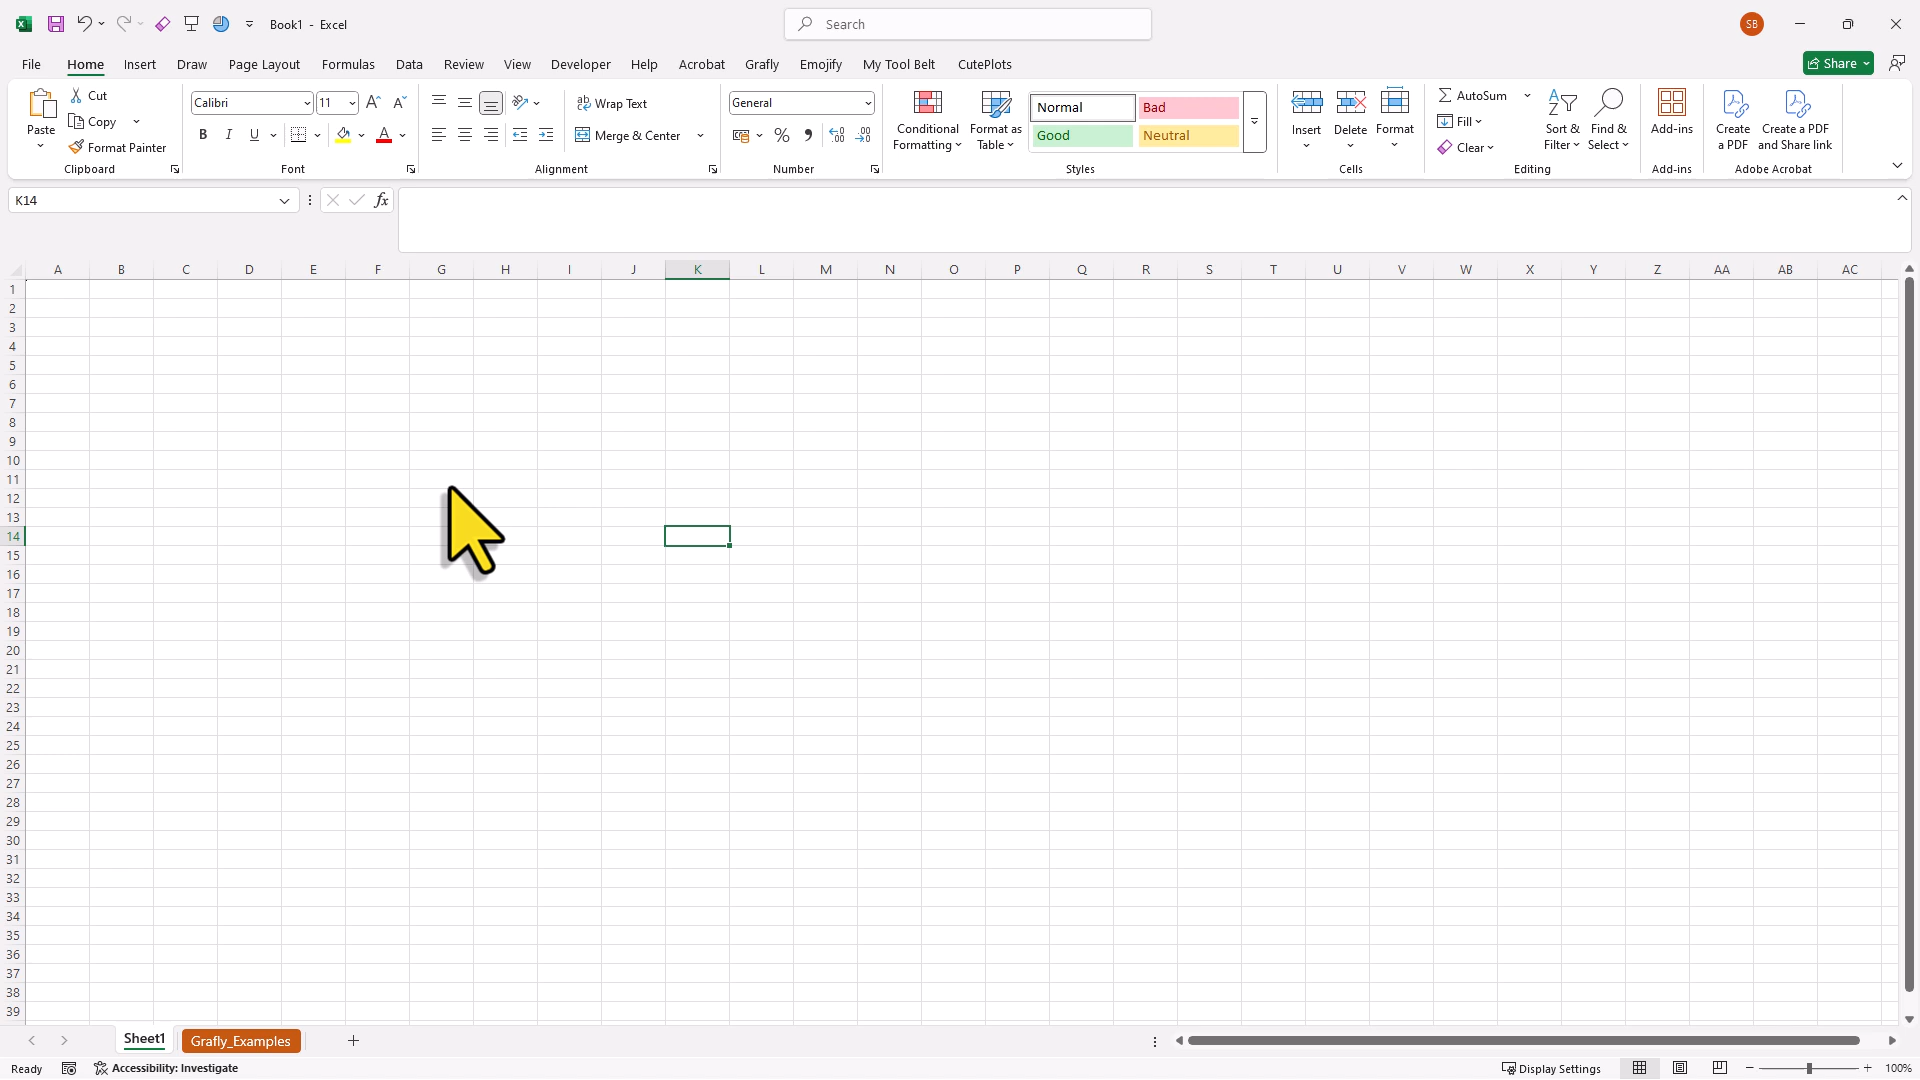 Book1 - Excel
Search
SB
File Home Insert Draw Page Layout Formulas Data Review View Developer Help Acrobat Grafly Emojify My Tool Belt CutePlots
Share
Paste
Cut
Copy
Format Painter
Clipboard
Calibri 11
B I U
Font
Wrap Text
Merge & Center
Alignment
General
Number
Conditional Formatting
Format as Table
Normal Bad
Good Neutral
Styles
Insert Delete Format
Cells
AutoSum
Fill
Clear
Sort & Filter
Find & Select
Editing
Add-ins
Add-ins
Create a PDF
Create a PDF and Share link
Adobe Acrobat
K14
fx
A B C D E F G H I J K L M N O P Q R S T U V W X Y Z AA AB AC
1
2
3
4
5
6
7
8
9
10
11
12
13
14
15
16
17
18
19
20
21
22
23
24
25
26
27
28
29
30
31
32
33
34
35
36
37
38
39
Sheet1 Grafly_Examples
Ready Accessibility: Investigate Display Settings 100%